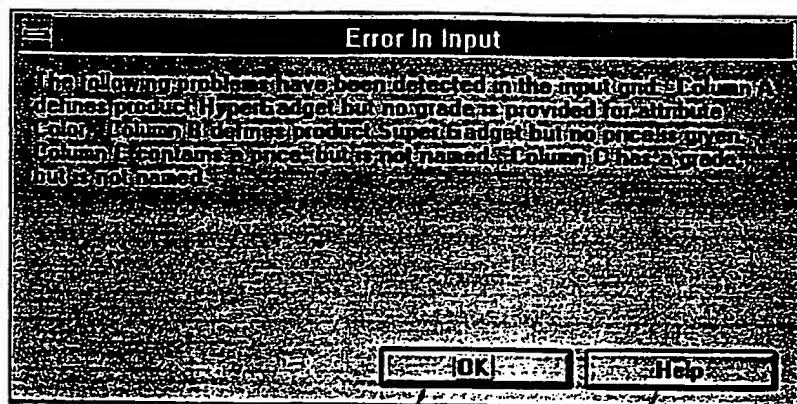 Error In Input
The following problems have been detected in the input grid. Column A
defines product HyperGadget but no grade is provided for attribute
Color. Column B defines product SuperGadget but no price is given.
Column C contains a price, but is not named. Column D has a grade
but is not named.
OK
Help